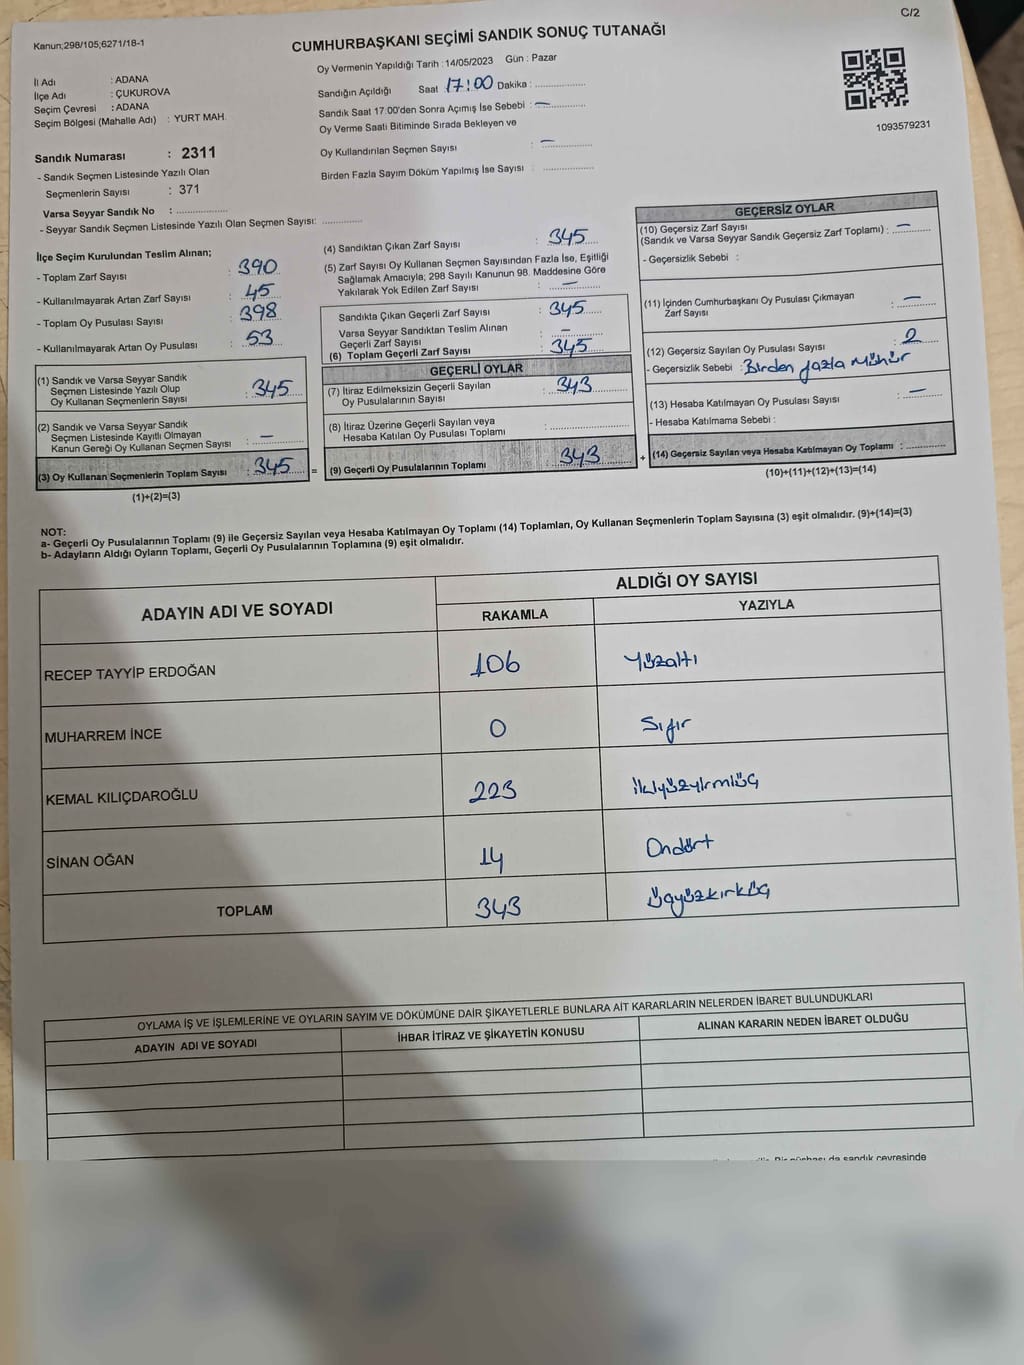 C/2
Kanun;298/105;6271/18-1
CUMHURBAŞKANI SEÇİMİ SANDIK SONUÇ TUTANAĞI
Oy Vermenin Yapıldığı Tarih : 14/05/2023 Gün : Pazar
İl Adı : ADANA
İlçe Adı : ÇUKUROVA
Seçim Çevresi : ADANA
Seçim Bölgesi (Mahalle Adı) : YURT MAH.
Sandığın Açıldığı Saat 17:00 Dakika : ................
Sandık Saat 17:00'den Sonra Açımış İse Sebebi : —
Oy Verme Saati Bitiminde Sırada Bekleyen ve
Oy Kullandırılan Seçmen Sayısı : —
Birden Fazla Sayım Döküm Yapılmış İse Sayısı : ................
1093579231
Sandık Numarası : 2311
- Sandık Seçmen Listesinde Yazılı Olan
Seçmenlerin Sayısı : 371
Varsa Seyyar Sandık No : ................
- Seyyar Sandık Seçmen Listesinde Yazılı Olan Seçmen Sayısı: .............
İlçe Seçim Kurulundan Teslim Alınan;
- Toplam Zarf Sayısı : 390
- Kullanılmayarak Artan Zarf Sayısı : 45
- Toplam Oy Pusulası Sayısı : 398
- Kullanılmayarak Artan Oy Pusulası : 53
(1) Sandık ve Varsa Seyyar Sandık
Seçmen Listesinde Yazılı Olup
Oy Kullanan Seçmenlerin Sayısı : 345
(2) Sandık ve Varsa Seyyar Sandık
Seçmen Listesinde Kayıtlı Olmayan
Kanun Gereği Oy Kullanan Seçmen Sayısı : —
(3) Oy Kullanan Seçmenlerin Toplam Sayısı : 345 =
(1)+(2)=(3)
(4) Sandıktan Çıkan Zarf Sayısı : 345
(5) Zarf Sayısı Oy Kullanan Seçmen Sayısından Fazla İse, Eşitliği
Sağlamak Amacıyla; 298 Sayılı Kanunun 98. Maddesine Göre
Yakılarak Yok Edilen Zarf Sayısı : —
Sandıkta Çıkan Geçerli Zarf Sayısı : 345
Varsa Seyyar Sandıktan Teslim Alınan
Geçerli Zarf Sayısı : —
(6) Toplam Geçerli Zarf Sayısı : 345
GEÇERLİ OYLAR
(7) İtiraz Edilmeksizin Geçerli Sayılan
Oy Pusulalarının Sayısı : 343
(8) İtiraz Üzerine Geçerli Sayılan veya
Hesaba Katılan Oy Pusulası Toplamı : ................
(9) Geçerli Oy Pusulalarının Toplamı : 343 +
GEÇERSİZ OYLAR
(10) Geçersiz Zarf Sayısı
(Sandık ve Varsa Seyyar Sandık Geçersiz Zarf Toplamı) : —
- Geçersizlik Sebebi :
(11) İçinden Cumhurbaşkanı Oy Pusulası Çıkmayan
Zarf Sayısı : —
(12) Geçersiz Sayılan Oy Pusulası Sayısı : 2
- Geçersizlik Sebebi : Birden fazla mühür
(13) Hesaba Katılmayan Oy Pusulası Sayısı : —
- Hesaba Katılmama Sebebi :
(14) Geçersiz Sayılan veya Hesaba Katılmayan Oy Toplamı : .............
(10)+(11)+(12)+(13)=(14)
NOT:
a- Geçerli Oy Pusulalarının Toplamı (9) ile Geçersiz Sayılan veya Hesaba Katılmayan Oy Toplamı (14) Toplamları, Oy Kullanan Seçmenlerin Toplam Sayısına (3) eşit olmalıdır. (9)+(14)=(3)
b- Adayların Aldığı Oyların Toplamı, Geçerli Oy Pusulalarının Toplamına (9) eşit olmalıdır.
ADAYIN ADI VE SOYADI
ALDIĞI OY SAYISI
RAKAMLA YAZIYLA
RECEP TAYYİP ERDOĞAN 106 Yüzaltı
MUHARREM İNCE 0 Sıfır
KEMAL KILIÇDAROĞLU 223 İkiyüzyirmiüç
SİNAN OĞAN 14 Ondört
TOPLAM 343 Üçyüzkırküç
OYLAMA İŞ VE İŞLEMLERİNE VE OYLARIN SAYIM VE DÖKÜMÜNE DAİR ŞİKAYETLERLE BUNLARA AİT KARARLARIN NELERDEN İBARET BULUNDUKLARI
ADAYIN ADI VE SOYADI İHBAR İTİRAZ VE ŞİKAYETİN KONUSU ALINAN KARARIN NEDEN İBARET OLDUĞU
da sandık çevresinde